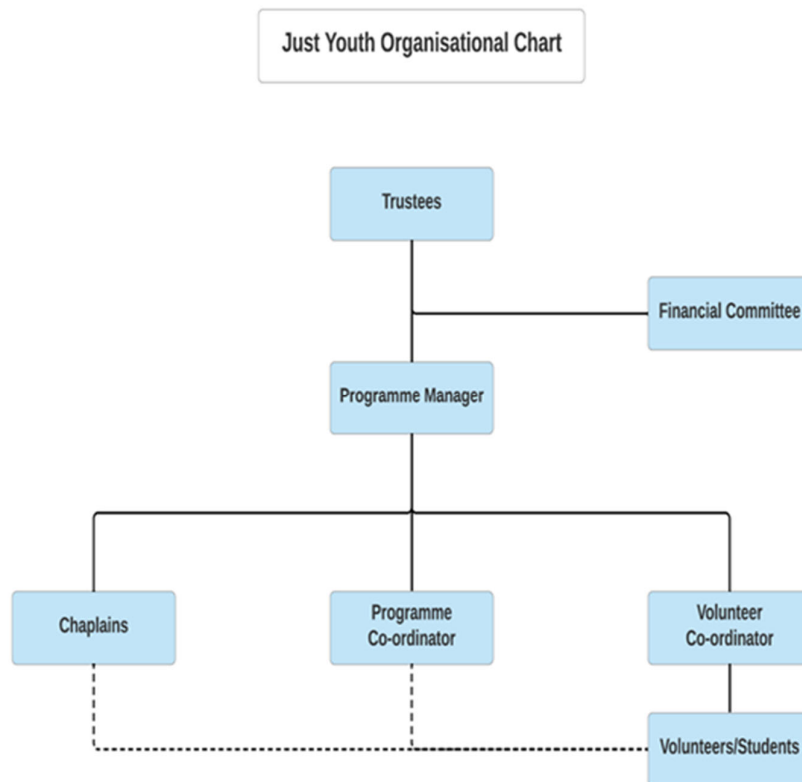 Just Youth Organisational Chart
Trustees
Financial Committee
Programme Manager
Chaplains
Programme
Co-ordinator
Volunteer
Co-ordinator
Volunteers/Students